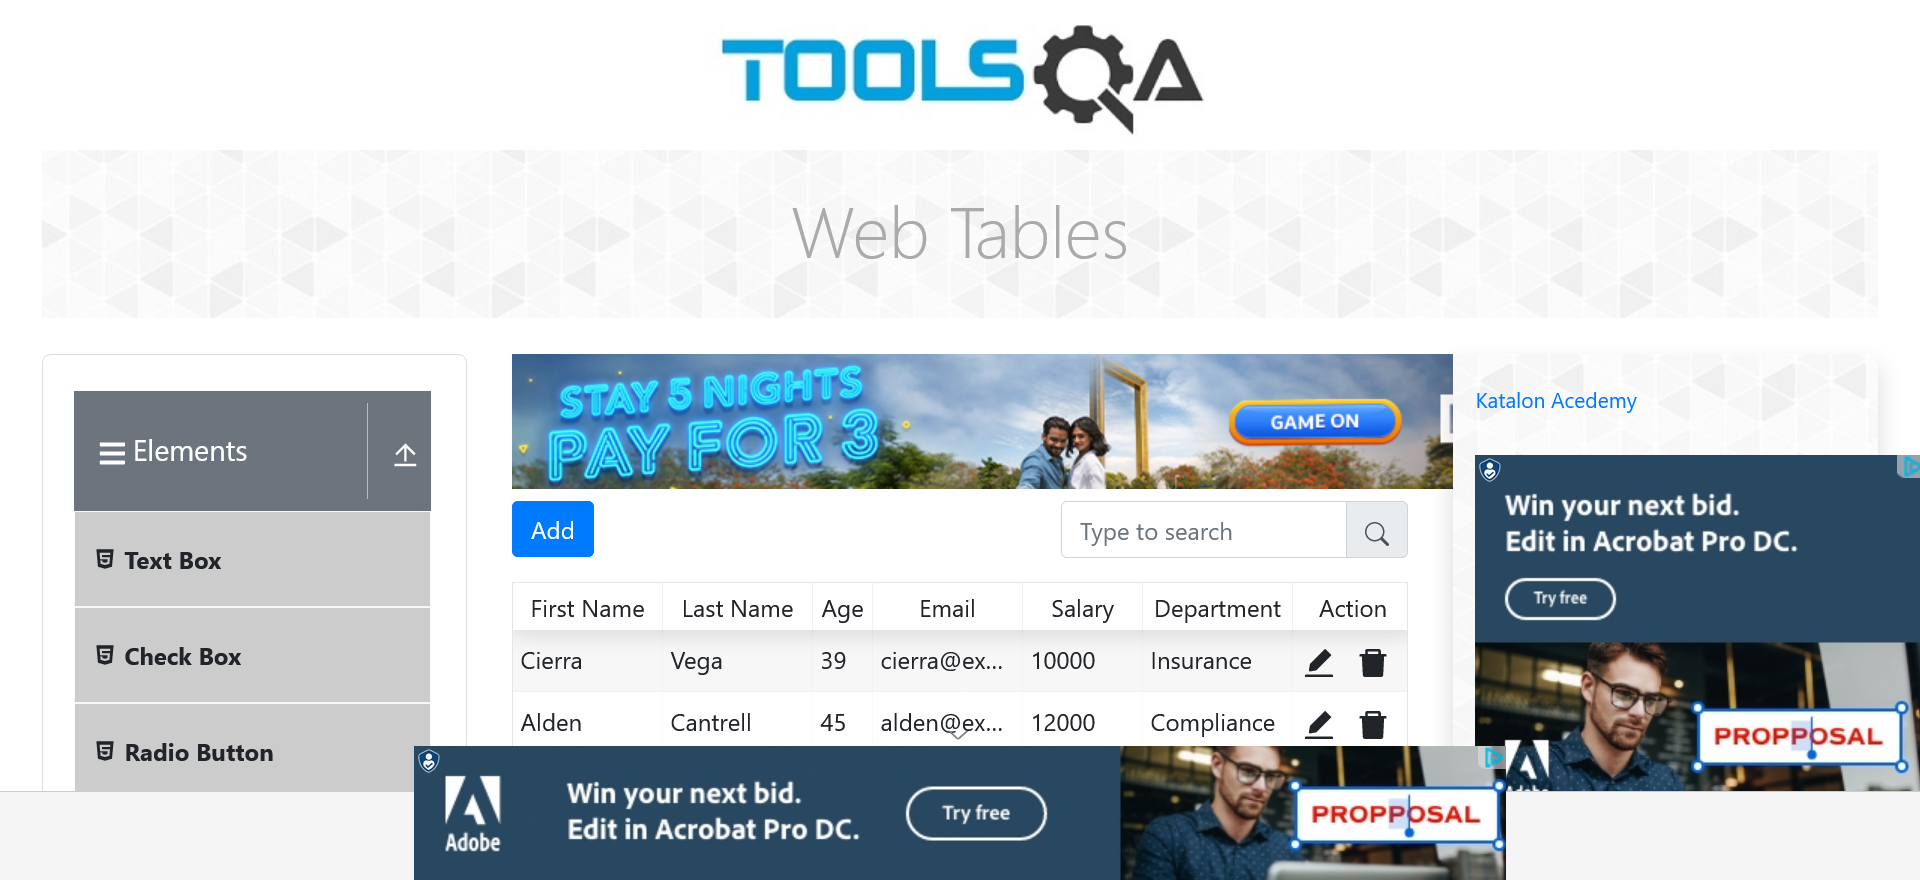 TOOLSQA
Web Tables
Elements
Text Box
Check Box
Radio Button
STAY 5 NIGHTS
PAY FOR 3
GAME ON
Add
Type to search
First Name Last Name Age Email Salary Department Action
Cierra Vega 39 cierra@ex... 10000 Insurance
Alden Cantrell 45 alden@ex... 12000 Compliance
Katalon Acedemy
Win your next bid.
Edit in Acrobat Pro DC.
Try free
PROPPOSAL
Adobe
Win your next bid.
Edit in Acrobat Pro DC.
Try free
PROPPOSAL
Adobe